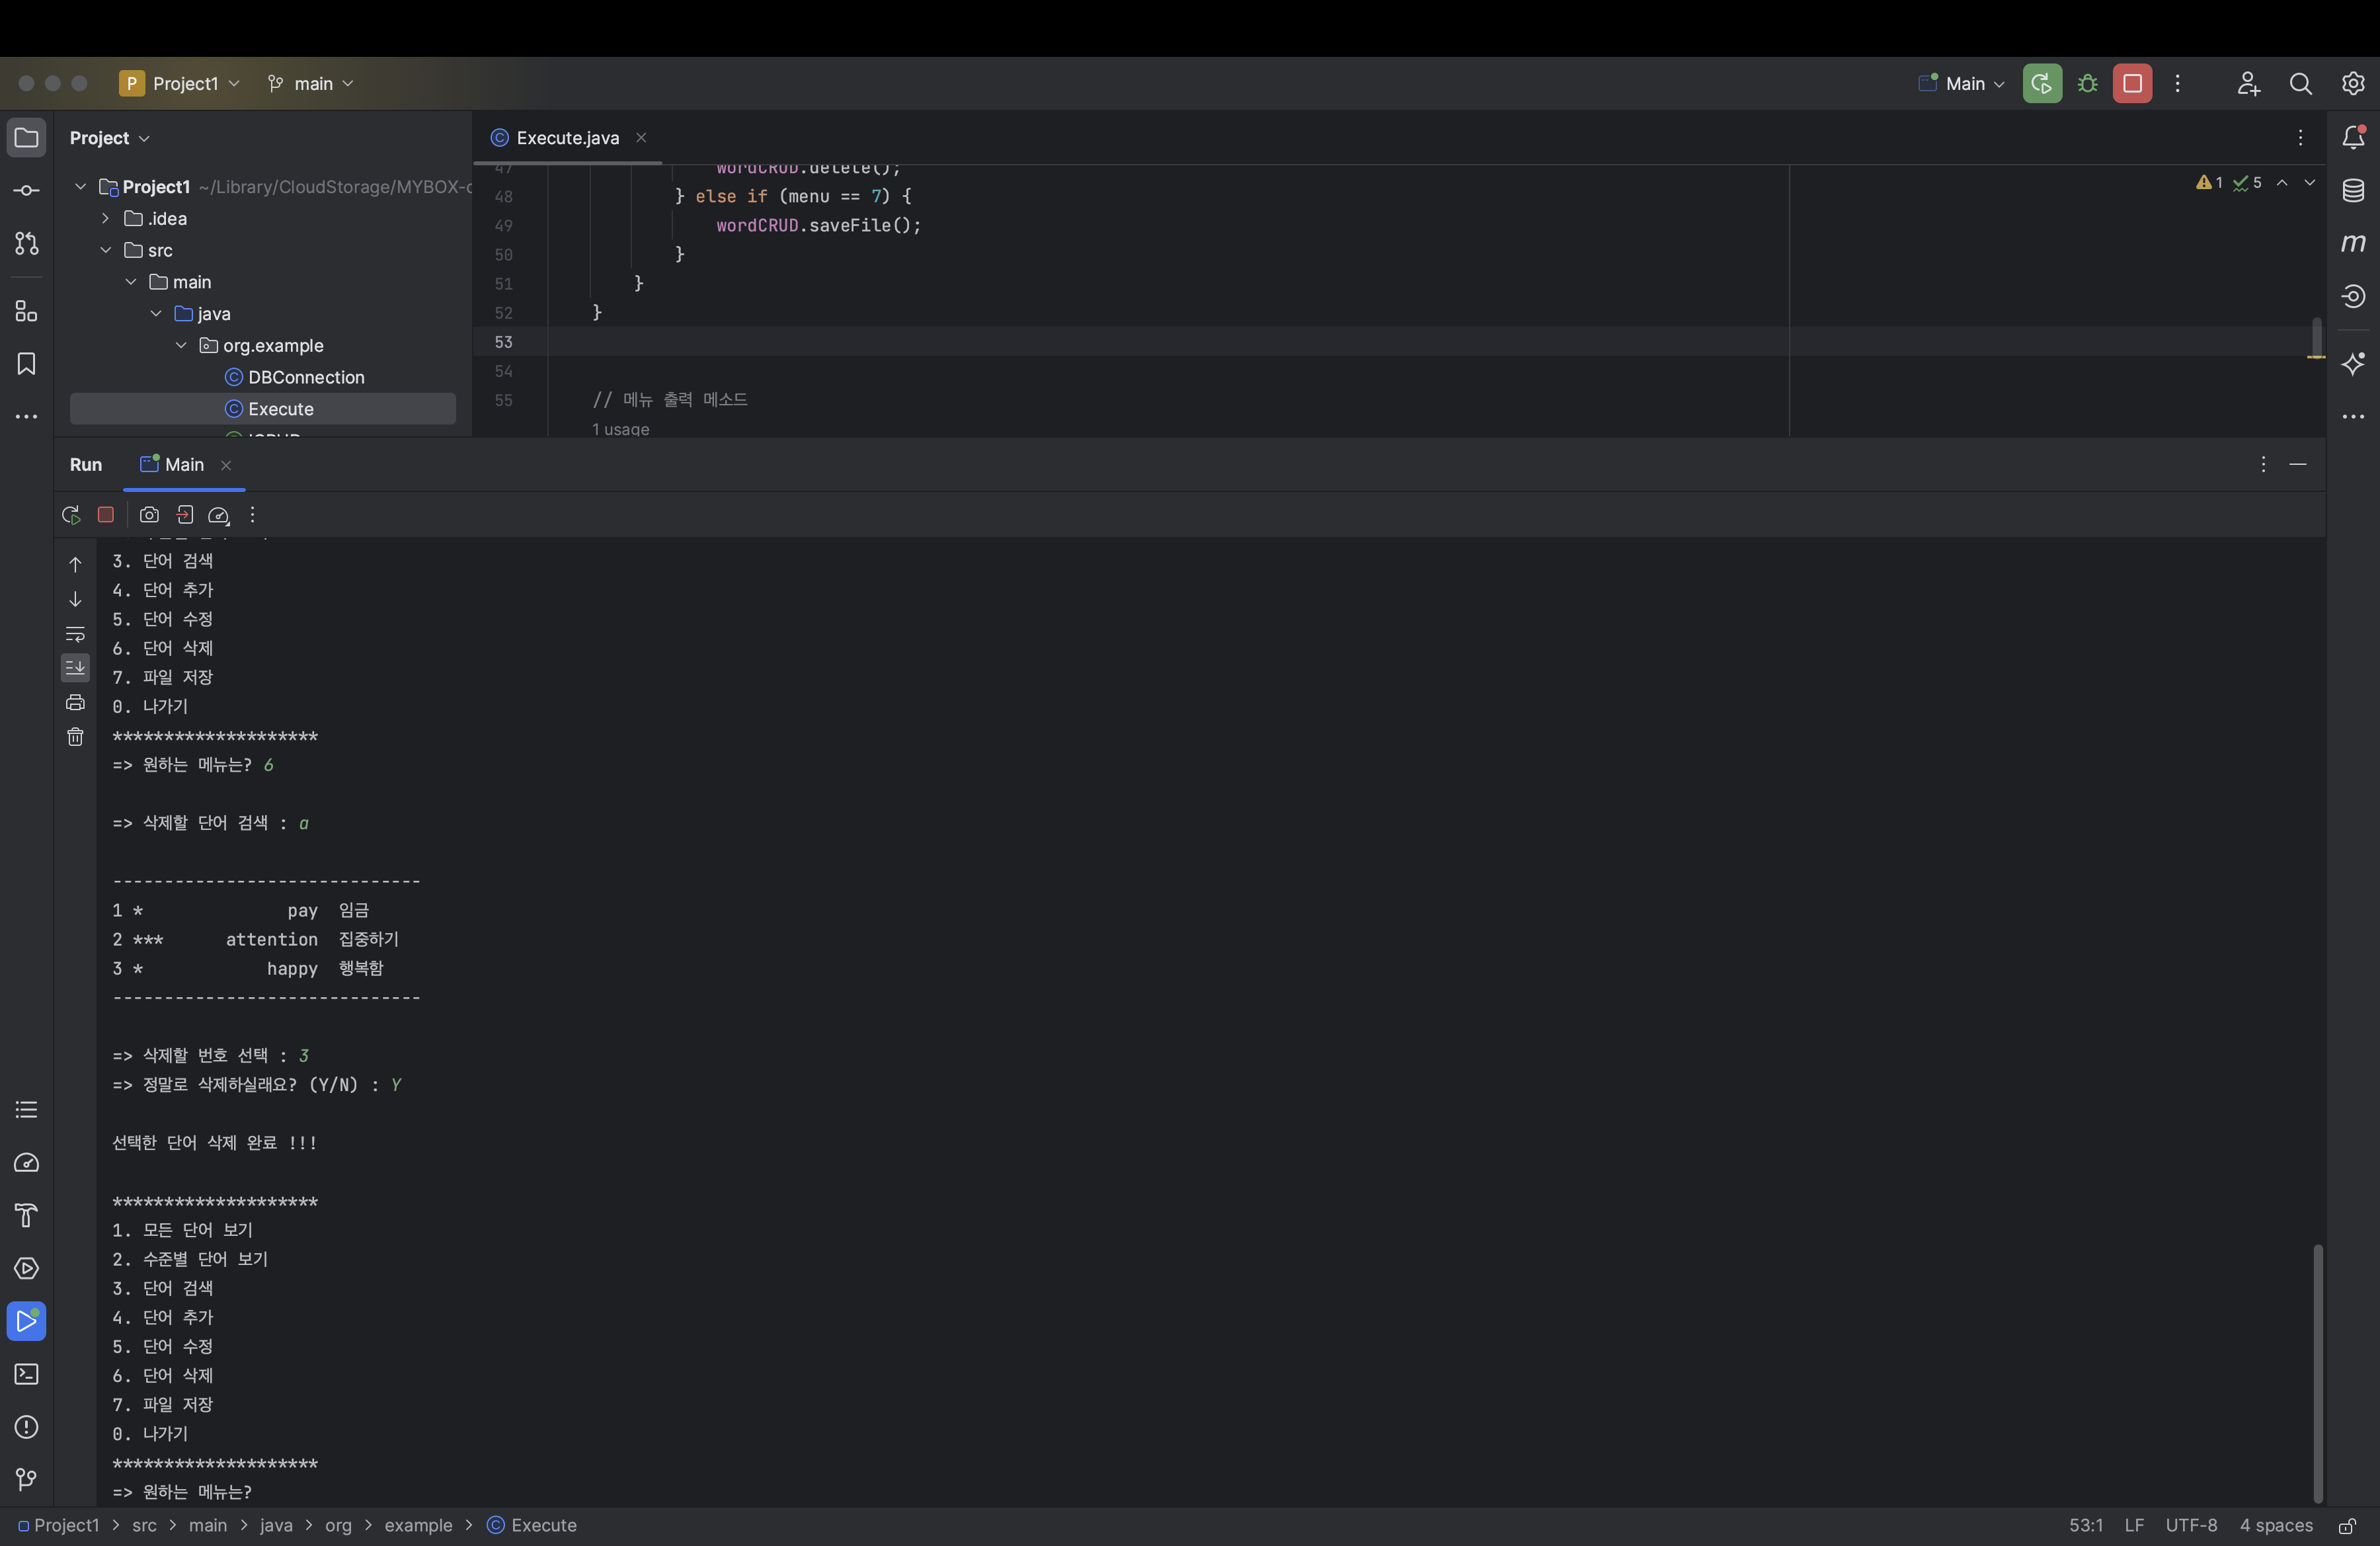 P Project1 main Main
Project
Execute.java
Project1 ~/Library/CloudStorage/MYBOX-
.idea
src
main
java
org.example
DBConnection
Execute
47 wordCRUD.delete();
48 } else if (menu == 7) {
49 wordCRUD.saveFile();
50 }
51 }
52 }
53
54
55 // 메뉴 출력 메소드
1 usage
1 5
m
Run Main
3. 단어 검색
4. 단어 추가
5. 단어 수정
6. 단어 삭제
7. 파일 저장
0. 나가기
********************
=> 원하는 메뉴는? 6
=> 삭제할 단어 검색 : a
------------------------------
1 * pay 임금
2 *** attention 집중하기
3 * happy 행복함
------------------------------
=> 삭제할 번호 선택 : 3
=> 정말로 삭제하실래요? (Y/N) : Y
선택한 단어 삭제 완료 !!!
********************
1. 모든 단어 보기
2. 수준별 단어 보기
3. 단어 검색
4. 단어 추가
5. 단어 수정
6. 단어 삭제
7. 파일 저장
0. 나가기
********************
=> 원하는 메뉴는?
Project1 > src > main > java > org > example > Execute
53:1 LF UTF-8 4 spaces